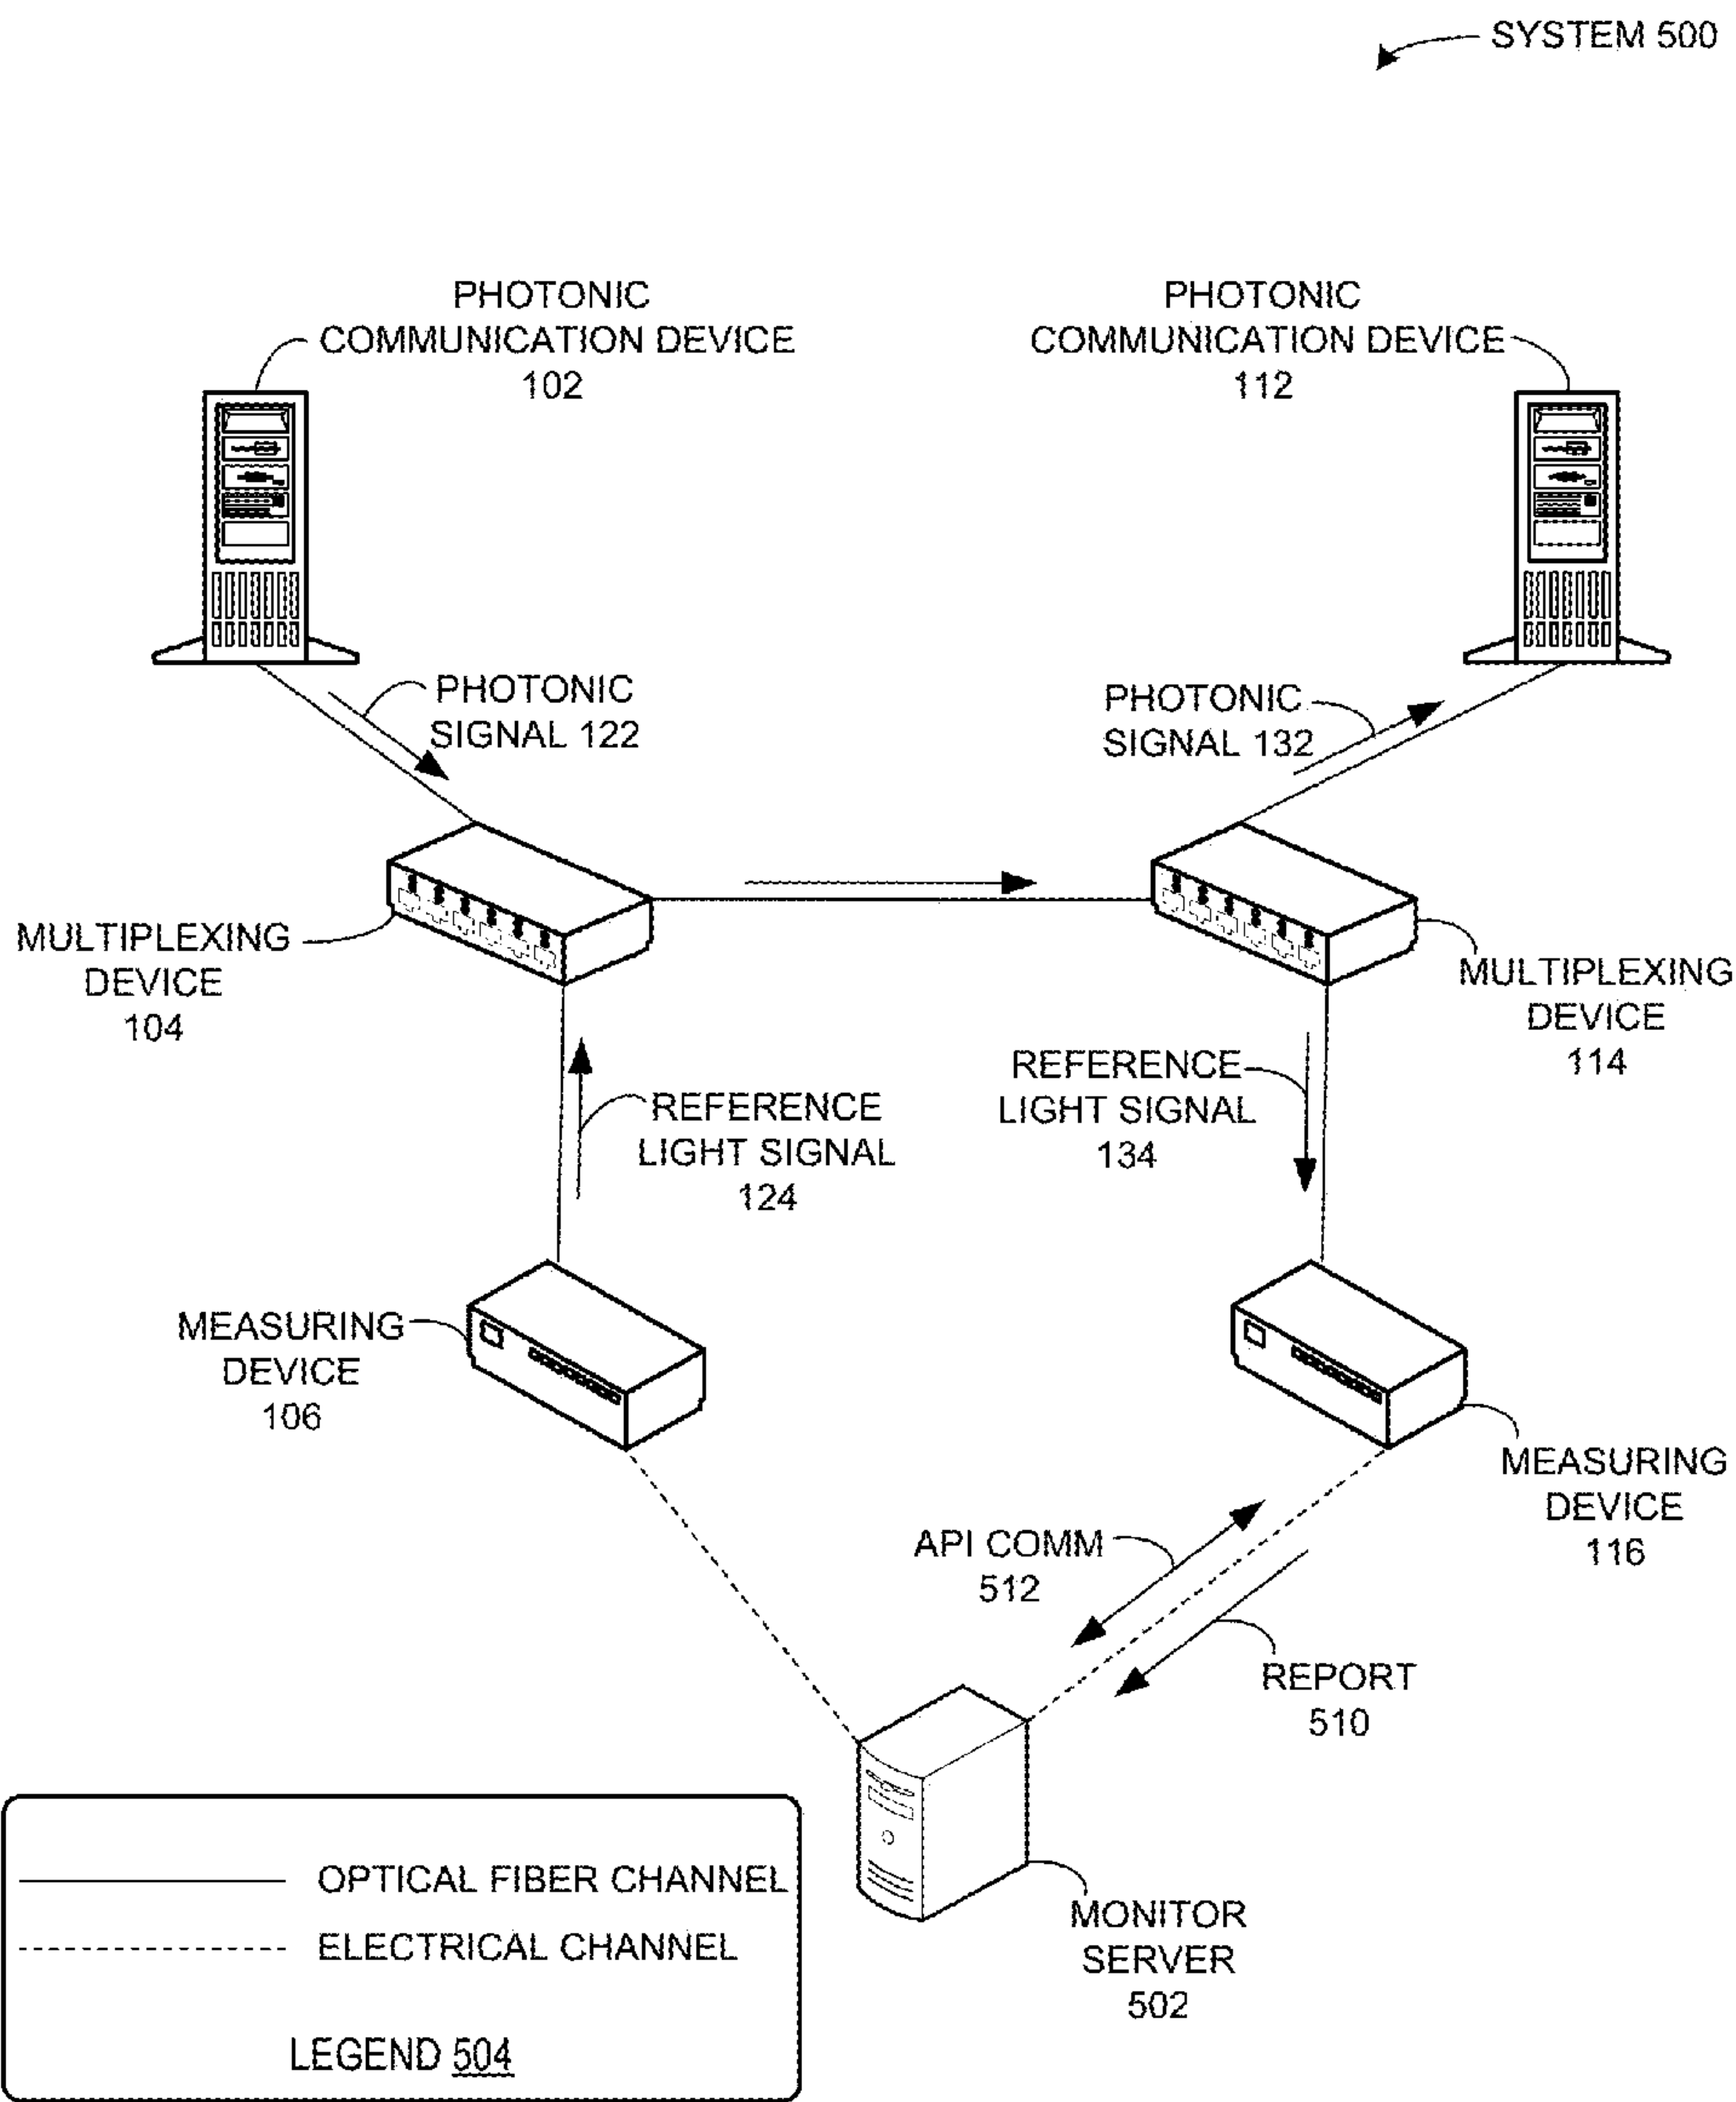 SYSTEM 500
PHOTONIC
COMMUNICATION DEVICE
102
PHOTONIC
COMMUNICATION DEVICE
112
PHOTONIC
SIGNAL 122
PHOTONIC
SIGNAL 132
MULTIPLEXING
DEVICE
104
MULTIPLEXING
DEVICE
114
REFERENCE
LIGHT SIGNAL
124
REFERENCE
LIGHT SIGNAL
134
MEASURING
DEVICE
106
MEASURING
DEVICE
116
API COMM
512
REPORT
510
MONITOR
SERVER
502
OPTICAL FIBER CHANNEL
ELECTRICAL CHANNEL
LEGEND 504